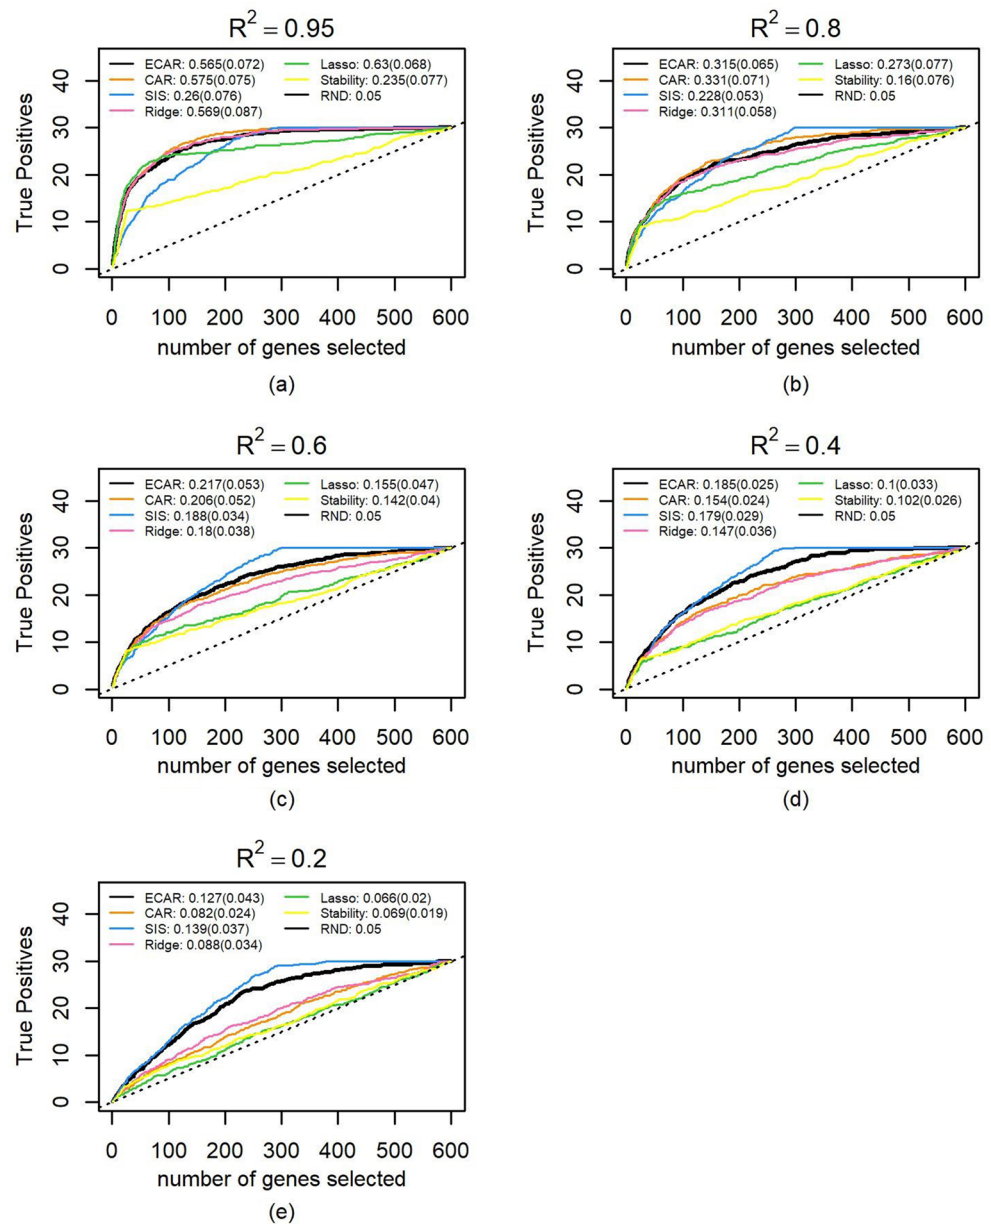 R² = 0.95
ECAR: 0.565(0.072)
CAR: 0.575(0.075)
SIS: 0.26(0.076)
Ridge: 0.569(0.087)
Lasso: 0.63(0.068)
Stability: 0.235(0.077)
RND: 0.05
True Positives
40
30
20
10
0
0 100 200 300 400 500 600
number of genes selected
(a)
R² = 0.8
ECAR: 0.315(0.065)
CAR: 0.331(0.071)
SIS: 0.228(0.053)
Ridge: 0.311(0.058)
Lasso: 0.273(0.077)
Stability: 0.16(0.076)
RND: 0.05
True Positives
40
30
20
10
0
0 100 200 300 400 500 600
number of genes selected
(b)
R² = 0.6
ECAR: 0.217(0.053)
CAR: 0.206(0.052)
SIS: 0.188(0.034)
Ridge: 0.18(0.038)
Lasso: 0.155(0.047)
Stability: 0.142(0.04)
RND: 0.05
True Positives
40
30
20
10
0
0 100 200 300 400 500 600
number of genes selected
(c)
R² = 0.4
ECAR: 0.185(0.025)
CAR: 0.154(0.024)
SIS: 0.179(0.029)
Ridge: 0.147(0.036)
Lasso: 0.1(0.033)
Stability: 0.102(0.026)
RND: 0.05
True Positives
40
30
20
10
0
0 100 200 300 400 500 600
number of genes selected
(d)
R² = 0.2
ECAR: 0.127(0.043)
CAR: 0.082(0.024)
SIS: 0.139(0.037)
Ridge: 0.088(0.034)
Lasso: 0.066(0.02)
Stability: 0.069(0.019)
RND: 0.05
True Positives
40
30
20
10
0
0 100 200 300 400 500 600
number of genes selected
(e)